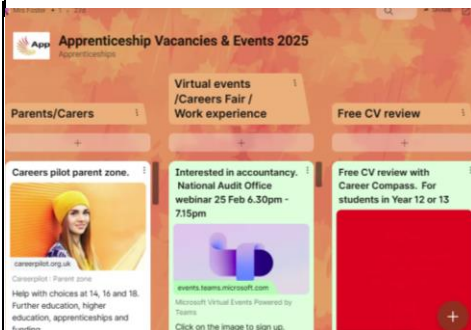 App
Apprenticeship Vacancies & Events 2025
Apprenticeships
Parents/Carers
Virtual events
/Careers Fair /
Work experience
Free CV review
Careers pilot parent zone.
careerpilot.org.uk
Careerpilot : Parent zone
Help with choices at 14, 16 and 18.
Further education, higher
education, apprenticeships and
funding
Interested in accountancy.
National Audit Office
webinar 25 Feb 6.30pm -
7.15pm
events.teams.microsoft.com
Microsoft Virtual Events Powered by
Teams
Click on the image to sign up.
Free CV review with
Career Compass. For
students in Year 12 or 13